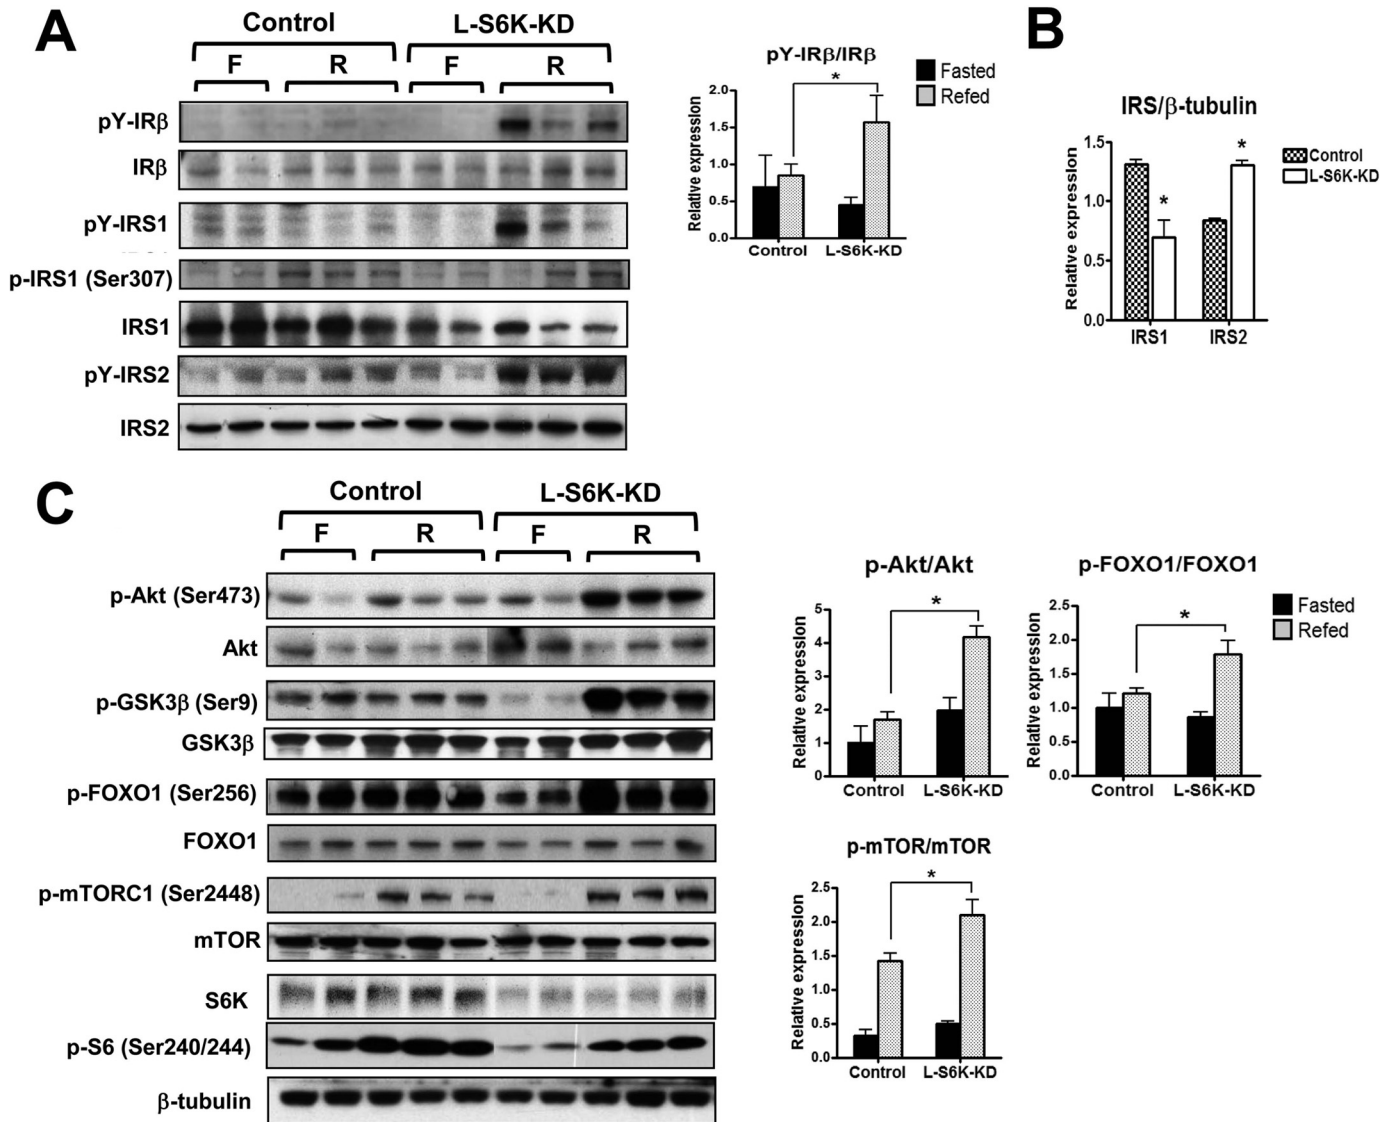 A
Control
L-S6K-KD
F
R
F
R
pY-IRβ
IRβ
pY-IRS1
p-IRS1 (Ser307)
IRS1
pY-IRS2
IRS2
pY-IRβ/IRβ
*
Fasted
Refed
Relative expression
2.0
1.5
1.0
0.5
0.0
Control
L-S6K-KD
B
IRS/β-tubulin
*
*
Control
L-S6K-KD
Relative expression
1.5
1.0
0.5
0.0
IRS1
IRS2
C
Control
L-S6K-KD
F
R
F
R
p-Akt (Ser473)
Akt
p-GSK3β (Ser9)
GSK3β
p-FOXO1 (Ser256)
FOXO1
p-mTORC1 (Ser2448)
mTOR
S6K
p-S6 (Ser240/244)
β-tubulin
p-Akt/Akt
*
Relative expression
5
4
3
2
1
0
Control
L-S6K-KD
p-FOXO1/FOXO1
*
Fasted
Refed
Relative expression
2.5
2.0
1.5
1.0
0.5
0.0
Control
L-S6K-KD
p-mTOR/mTOR
*
Relative expression
2.5
2.0
1.5
1.0
0.5
0.0
Control
L-S6K-KD